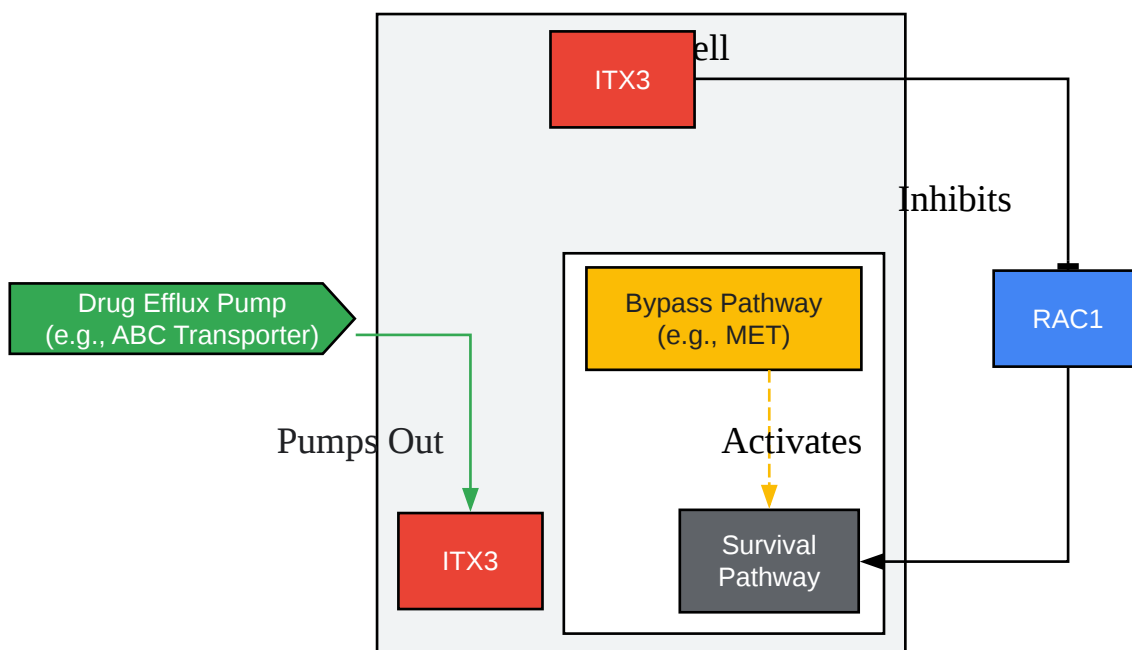 ell
ITX3
Inhibits
Drug Efflux Pump
(e.g., ABC Transporter)
Bypass Pathway
(e.g., MET)
RAC1
Pumps Out
Activates
ITX3
Survival
Pathway